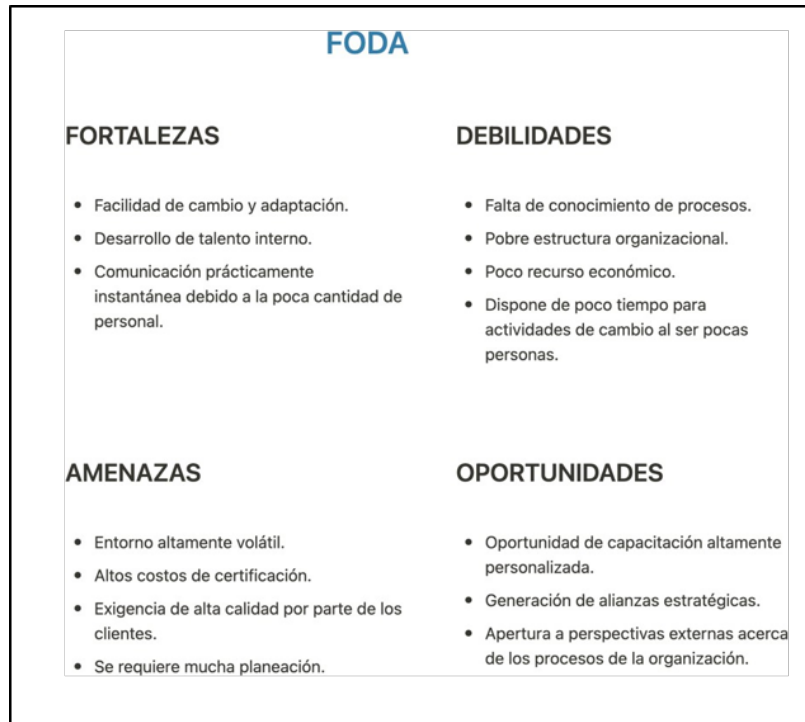 FODA
FORTALEZAS
• Facilidad de cambio y adaptación.
• Desarrollo de talento interno.
• Comunicación prácticamente
instantánea debido a la poca cantidad de
personal.
DEBILIDADES
• Falta de conocimiento de procesos.
• Pobre estructura organizacional.
• Poco recurso económico.
• Dispone de poco tiempo para
actividades de cambio al ser pocas
personas.
AMENAZAS
• Entorno altamente volátil.
• Altos costos de certificación.
• Exigencia de alta calidad por parte de los
clientes.
• Se requiere mucha planeación.
OPORTUNIDADES
• Oportunidad de capacitación altamente
personalizada.
• Generación de alianzas estratégicas.
• Apertura a perspectivas externas acerca
de los procesos de la organización.